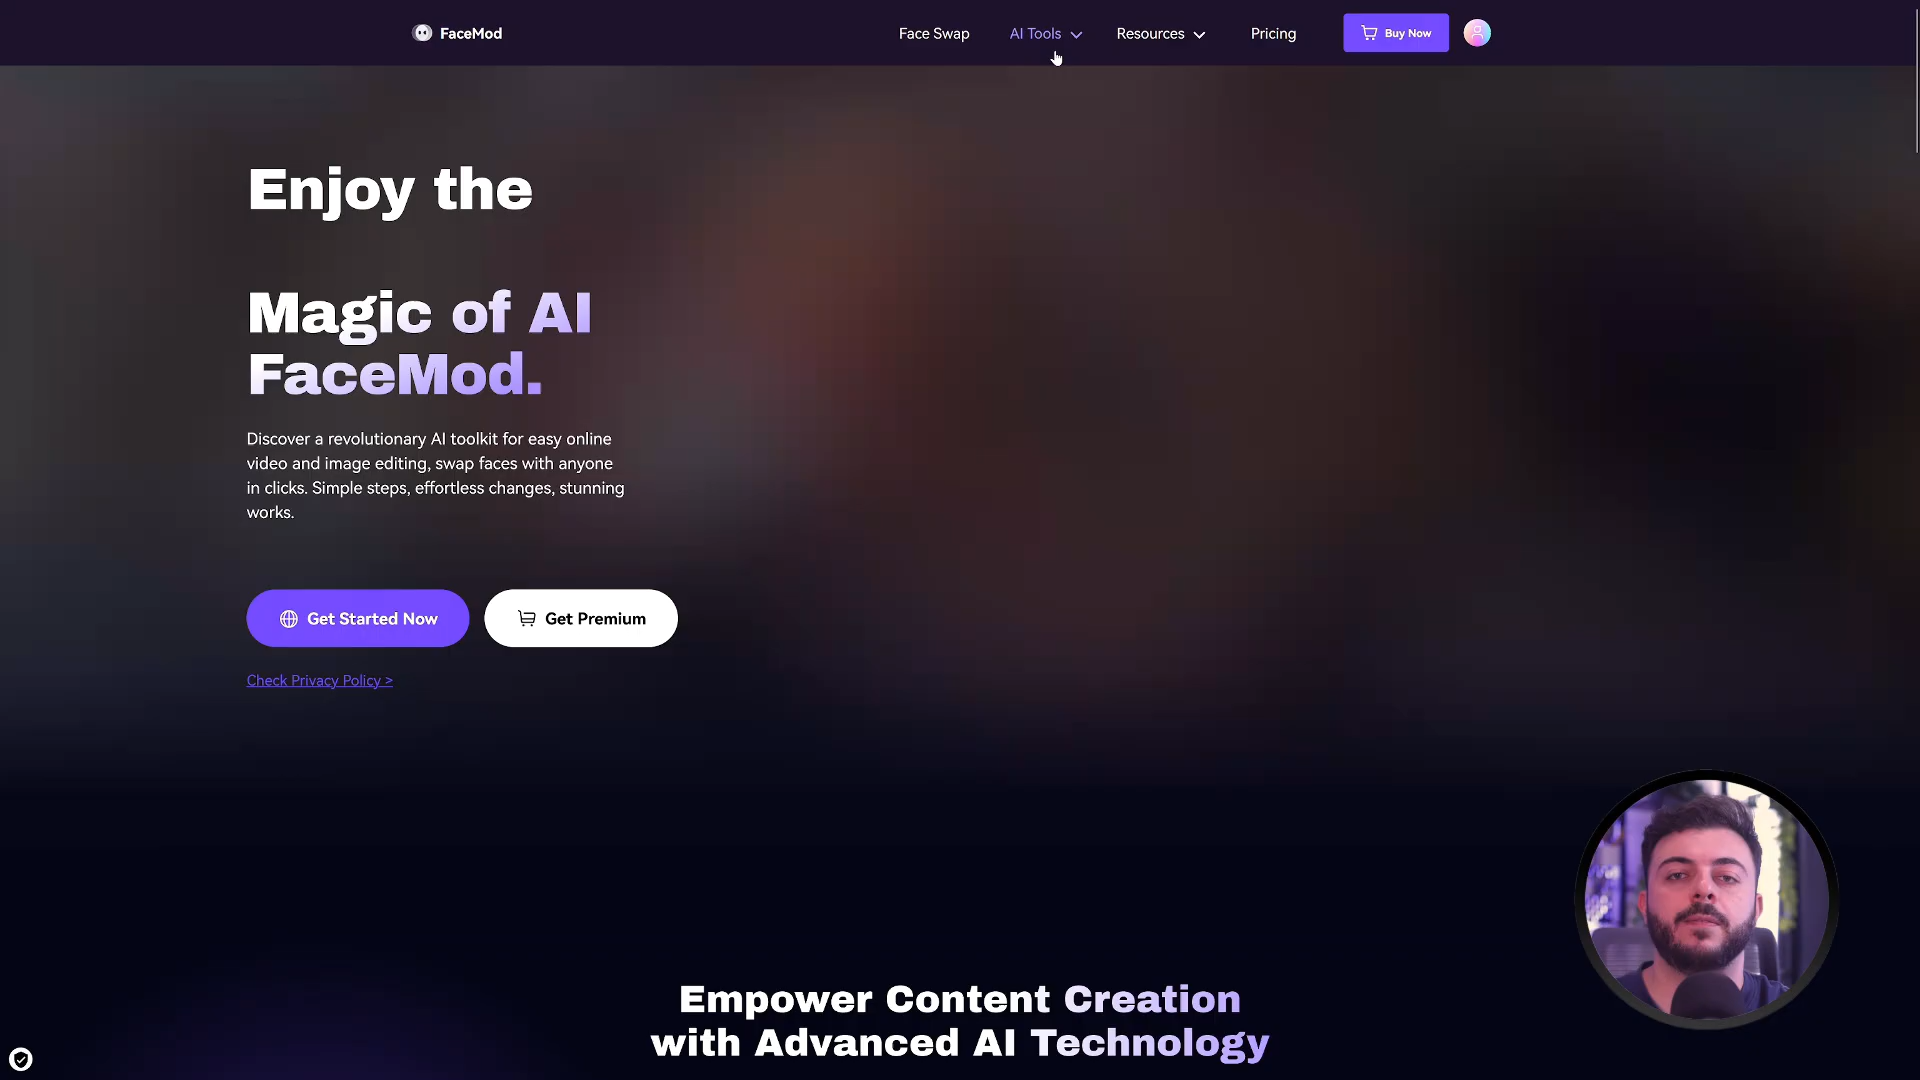 FaceMod
Face Swap
AI Tools
Resources
Pricing
Buy Now
Enjoy the
Magic of AI
FaceMod.
Discover a revolutionary AI toolkit for easy online
video and image editing, swap faces with anyone
in clicks. Simple steps, effortless changes, stunning
works.
Get Started Now
Get Premium
Check Privacy Policy >
Empower Content Creation
with Advanced AI Technology